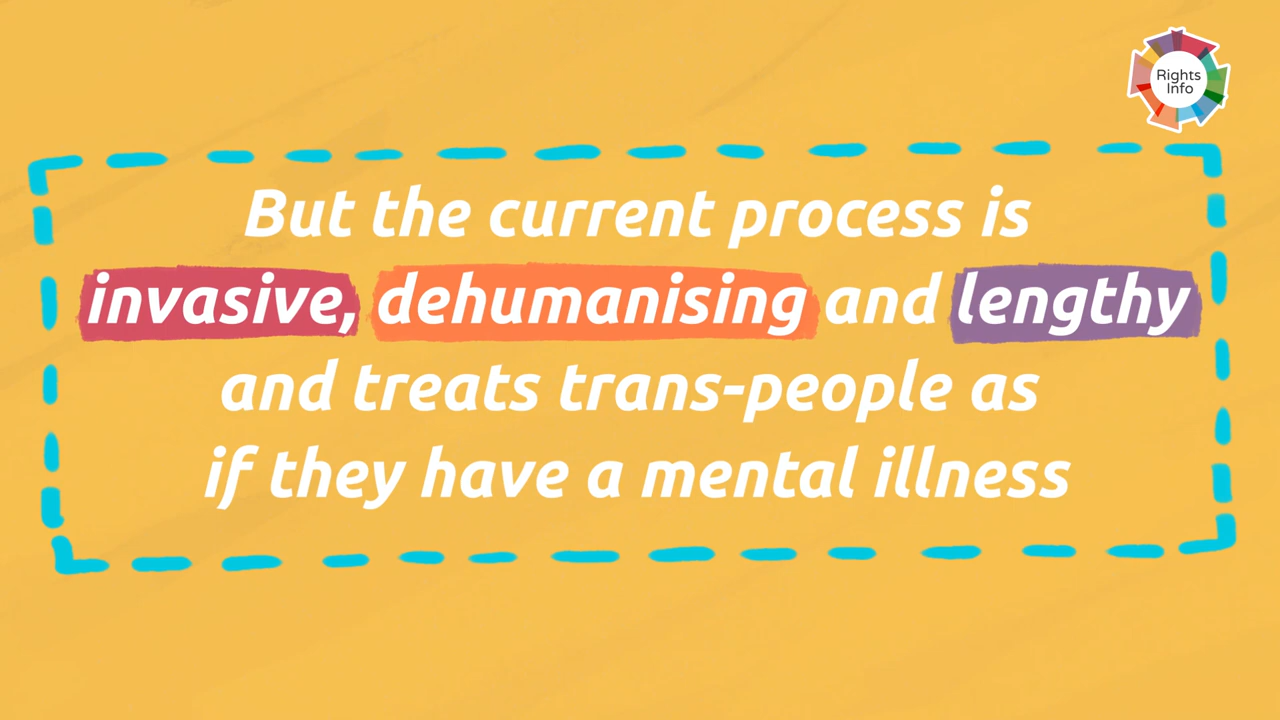 Rights
Info
But the current process is
invasive, dehumanising and lengthy
and treats trans-people as
if they have a mental illness